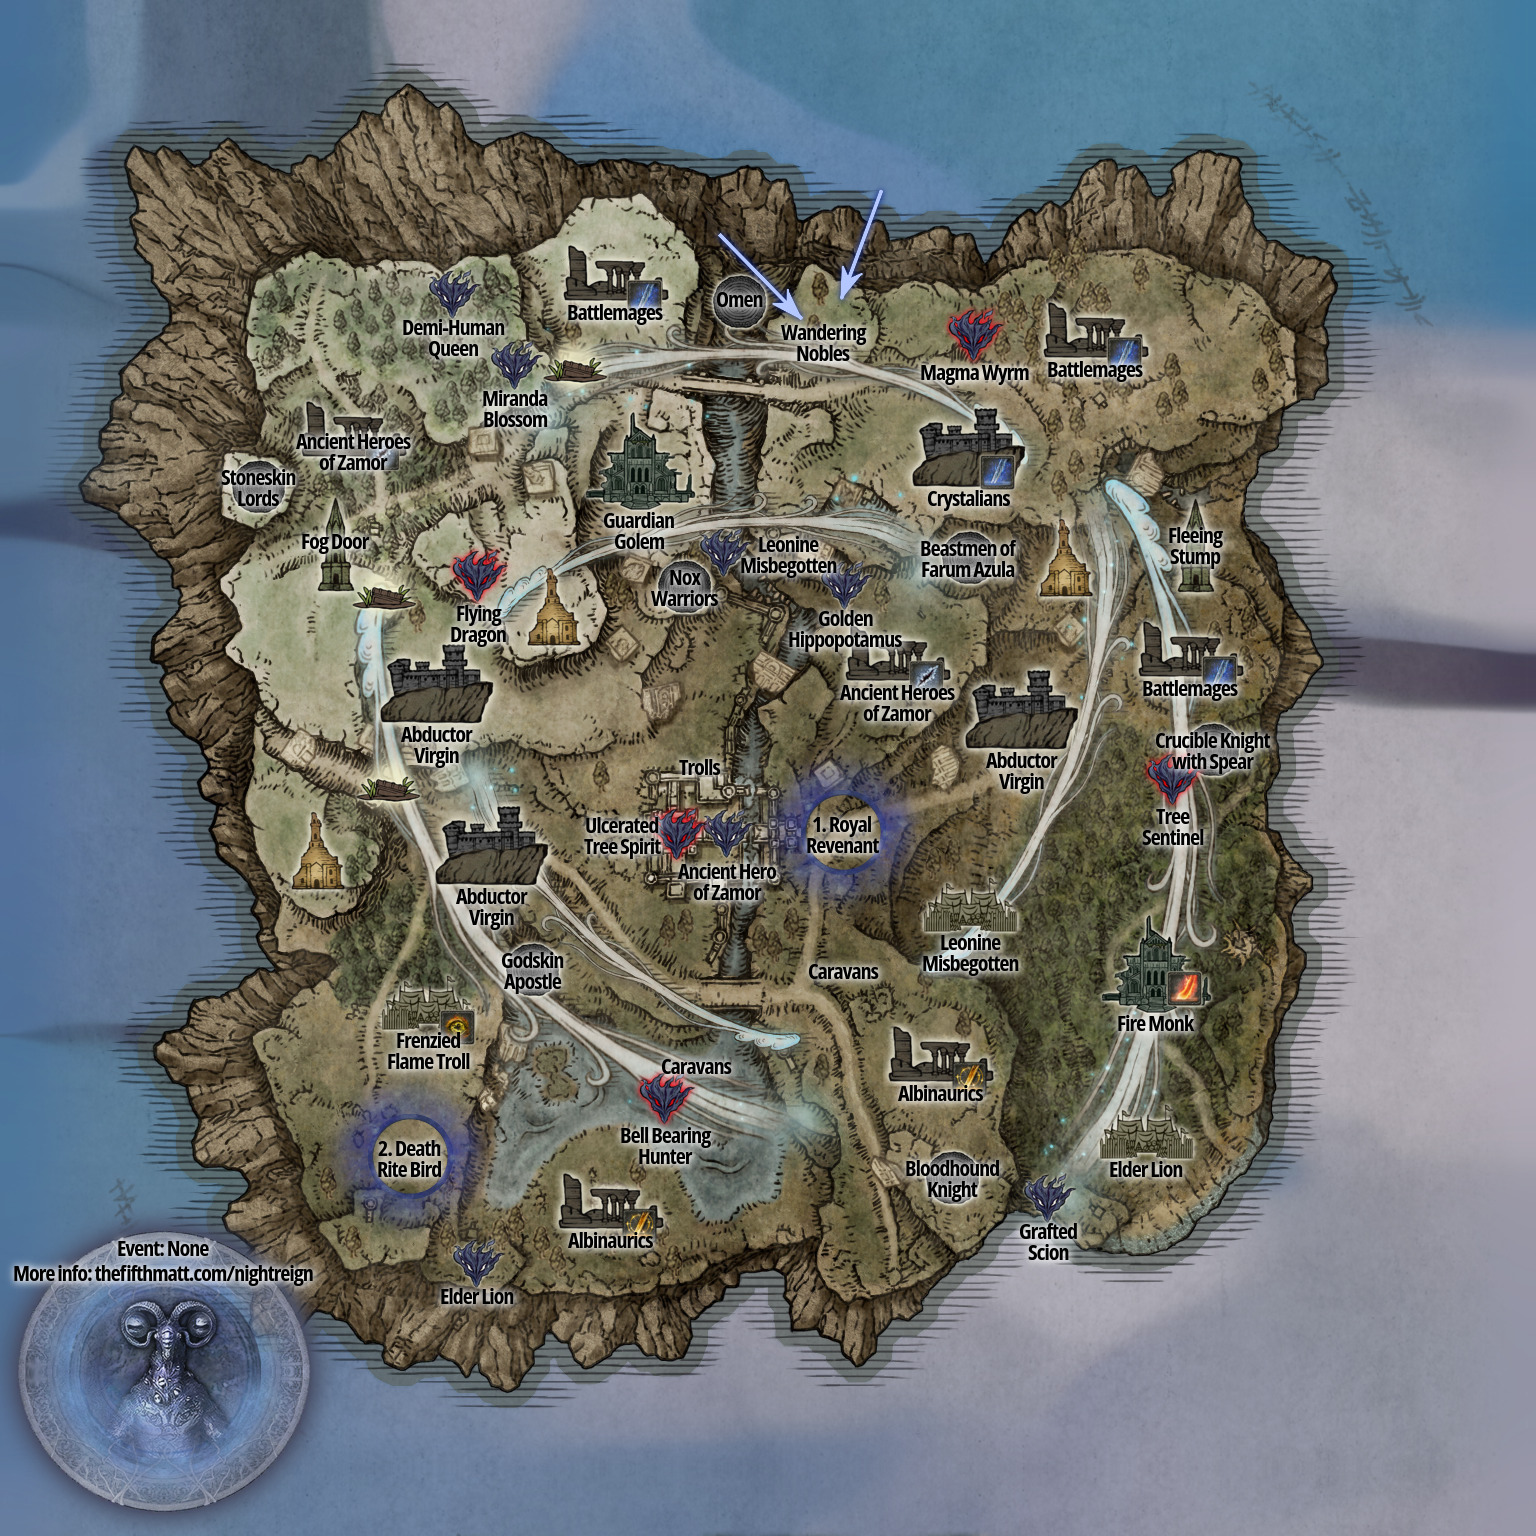 Battlemages
Omen
Demi-Human
Queen
Wandering
Nobles
Magma Wyrm
Battlemages
Miranda
Blossom
Ancient Heroes
of Zamor
Stoneskin
Lords
Crystalians
Guardian
Golem
Fog Door
Leonine
Misbegotten
Beastmen of
Farum Azula
Fleeing
Stump
Nox
Warriors
Flying
Dragon
Golden
Hippopotamus
Ancient Heroes
of Zamor
Battlemages
Abductor
Virgin
Crucible Knight
with Spear
Abductor
Virgin
Trolls
Tree
Sentinel
Ulcerated
Tree Spirit
1. Royal
Revenant
Ancient Hero
of Zamor
Abductor
Virgin
Leonine
Misbegotten
Godskin
Apostle
Caravans
Fire Monk
Frenzied
Flame Troll
Caravans
Albinaurics
Bell Bearing
Hunter
2. Death
Rite Bird
Elder Lion
Bloodhound
Knight
Grafted
Scion
Albinaurics
Elder Lion
Event: None
More info: thefifthmatt.com/nightreign